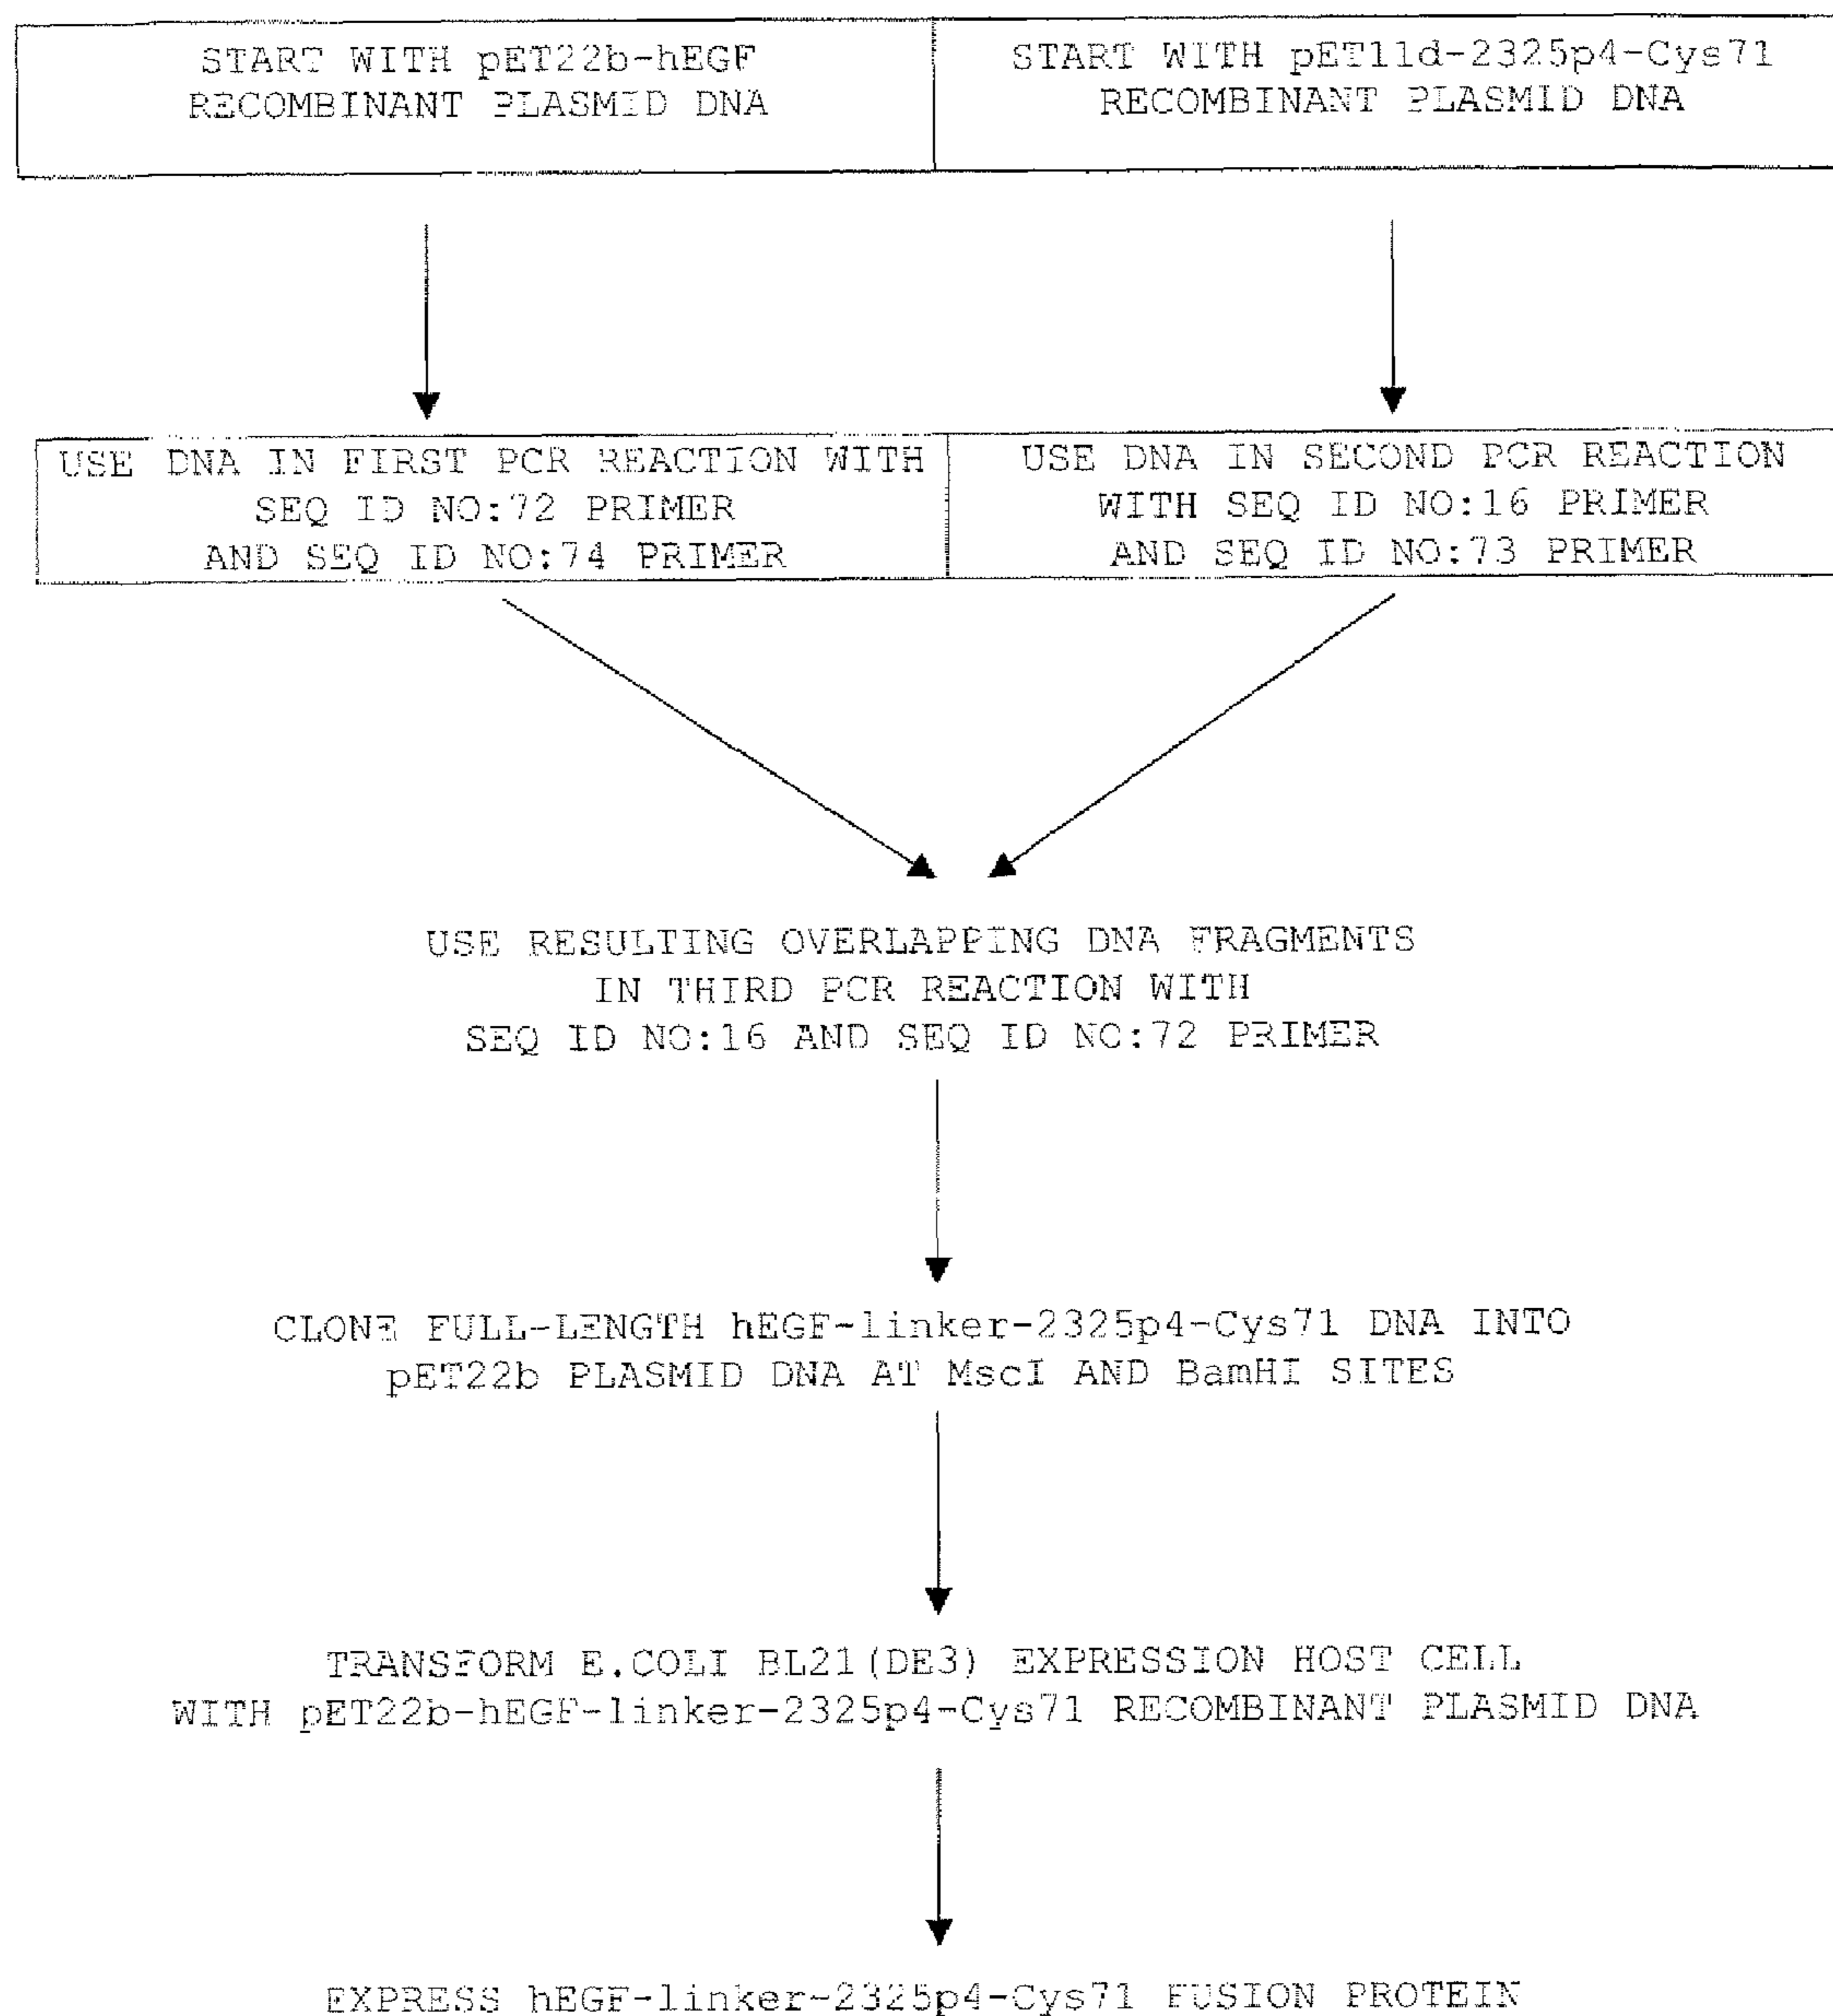 START WITH pET22b-hEGF
RECOMBINANT PLASMID DNA
START WITH pET11d-2325p4-Cys71
RECOMBINANT PLASMID DNA
USE DNA IN FIRST PCR REACTION WITH
SEQ ID NO:72 PRIMER
AND SEQ ID NO:74 PRIMER
USE DNA IN SECOND PCR REACTION
WITH SEQ ID NO:16 PRIMER
AND SEQ ID NO:73 PRIMER
USE RESULTING OVERLAPPING DNA FRAGMENTS
IN THIRD PCR REACTION WITH
SEQ ID NO:16 AND SEQ ID NO:72 PRIMER
CLONE FULL-LENGTH hEGF-linker-2325p4-Cys71 DNA INTO
pET22b PLASMID DNA AT MscI AND BamHI SITES
TRANSFORM E.COLI BL21(DE3) EXPRESSION HOST CELL
WITH pET22b-hEGF-linker-2325p4-Cys71 RECOMBINANT PLASMID DNA
EXPRESS hEGF-linker-2325p4-Cys71 FUSION PROTEIN